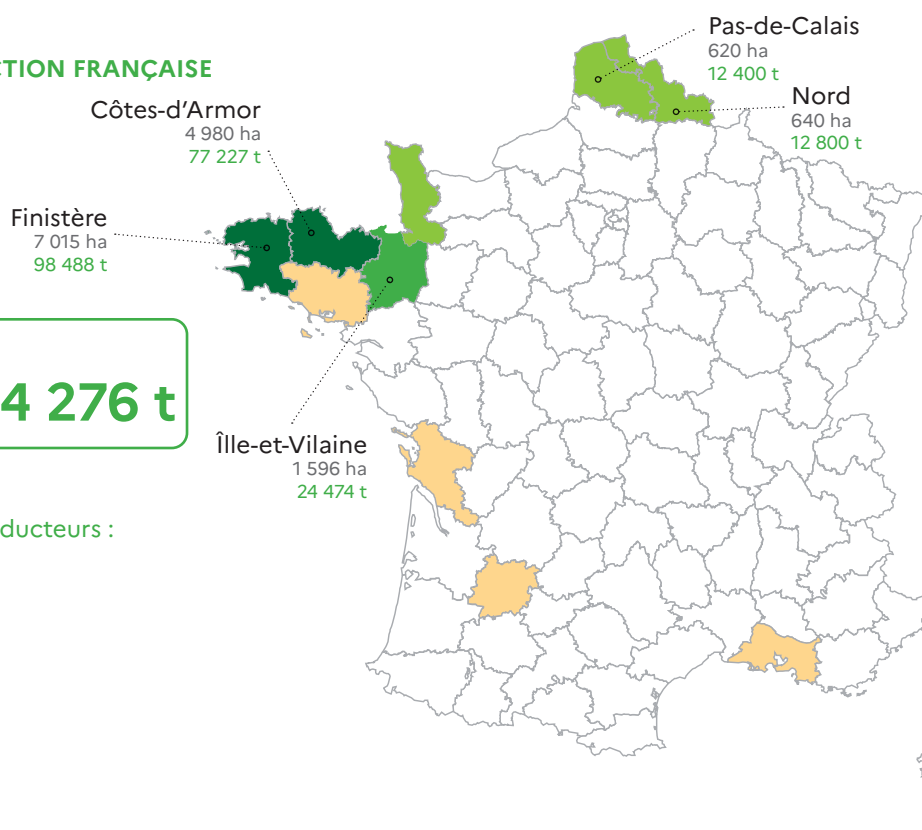 Pas-de-Calais
620 ha
12 400 t
CTION FRANÇAISE
Nord
640 ha
12 800 t
Côtes-d'Armor
4 980 ha
77 227 t
Finistère
7 015 ha
98 488 t
4 276 t
Îlle-et-Vilaine
1 596 ha
24 474 t
ducteurs :